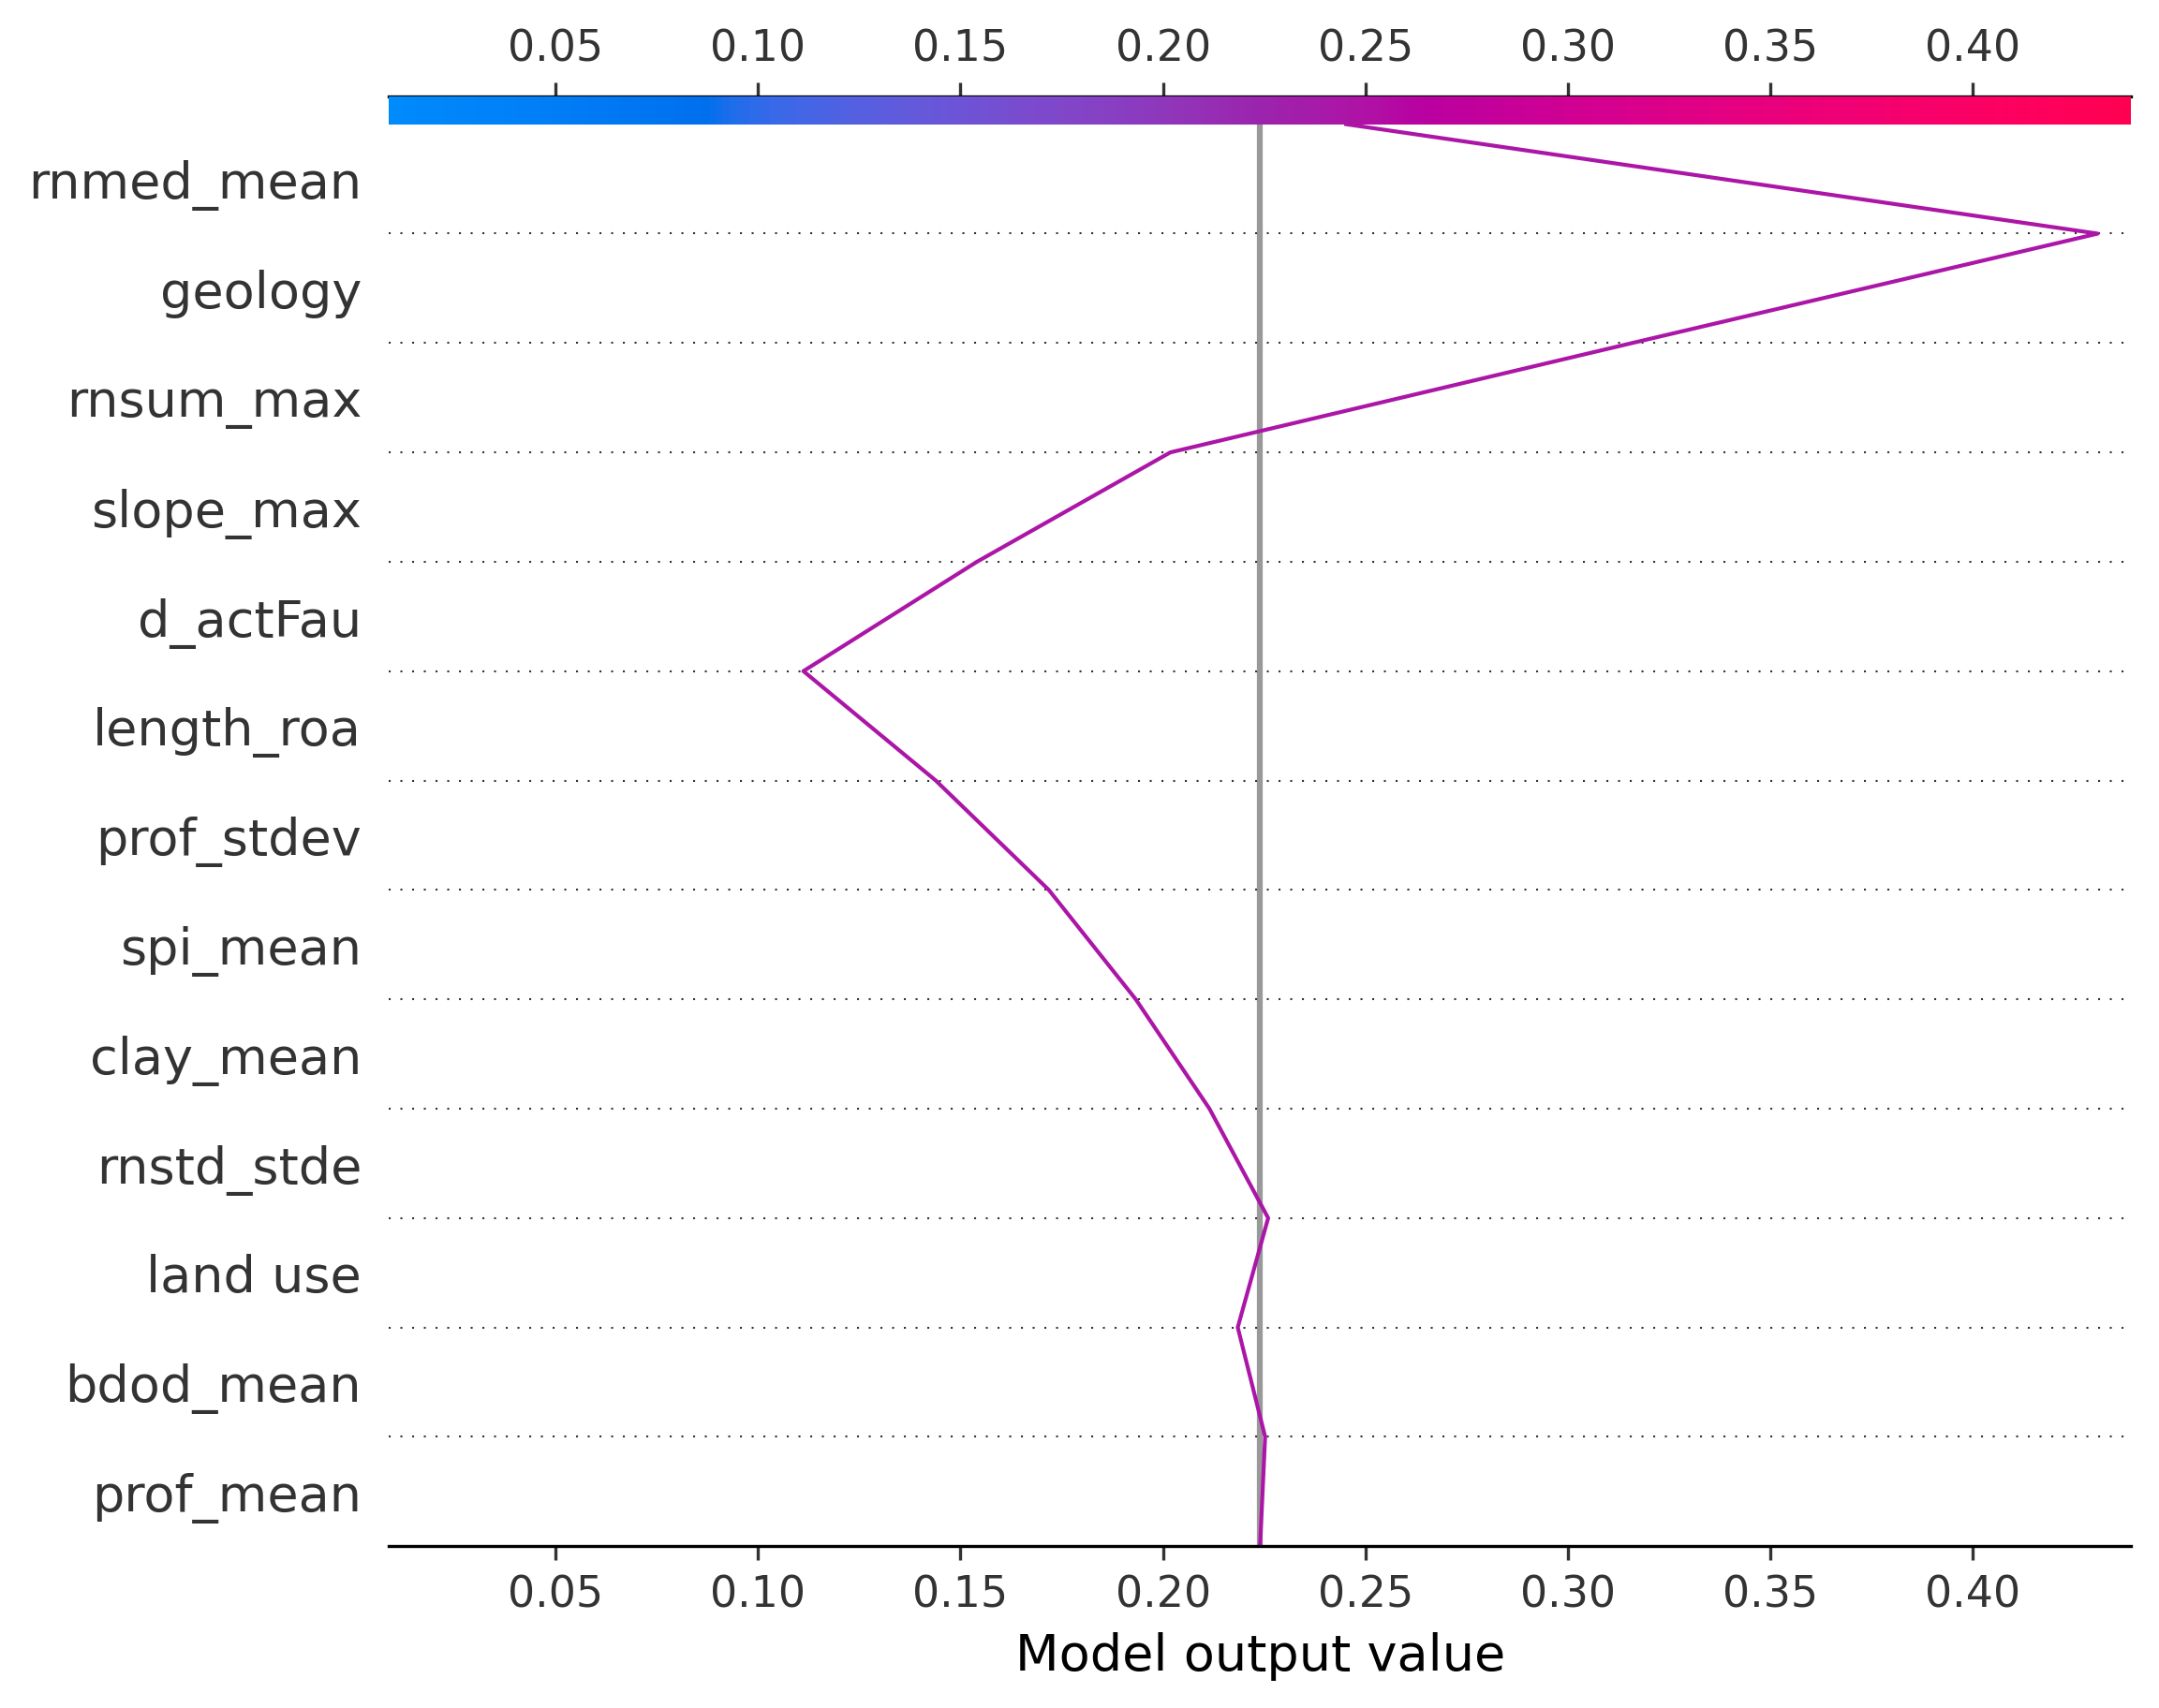 0.05 0.10 0.15 0.20 0.25 0.30 0.35 0.40
rnmed_mean
geology
rnsum_max
slope_max
d_actFau
length_roa
prof_stdev
spi_mean
clay_mean
rnstd_stde
land use
bdod_mean
prof_mean
0.05 0.10 0.15 0.20 0.25 0.30 0.35 0.40
Model output value